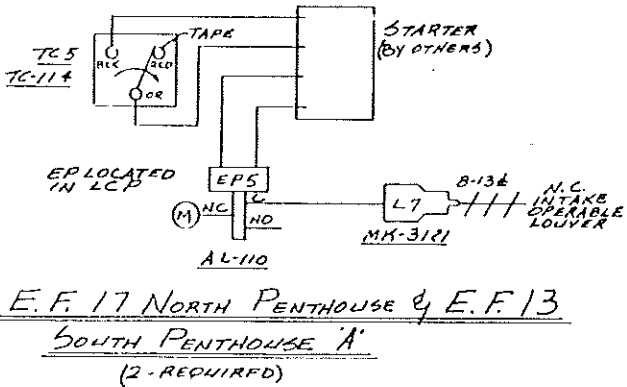 TAPE
STARTER
(BY OTHERS)
TC5
TC-114
BLK
RED
OR
EP LOCATED
IN LCP
EP5
M
NC
C
NO
L7
8-13#
N.C.
INTAKE
OPERABLE
LOUVER
MK-3121
AL-110
E.F. 17 NORTH PENTHOUSE & E.F. 13
SOUTH PENTHOUSE 'A'
(2-REQUIRED)